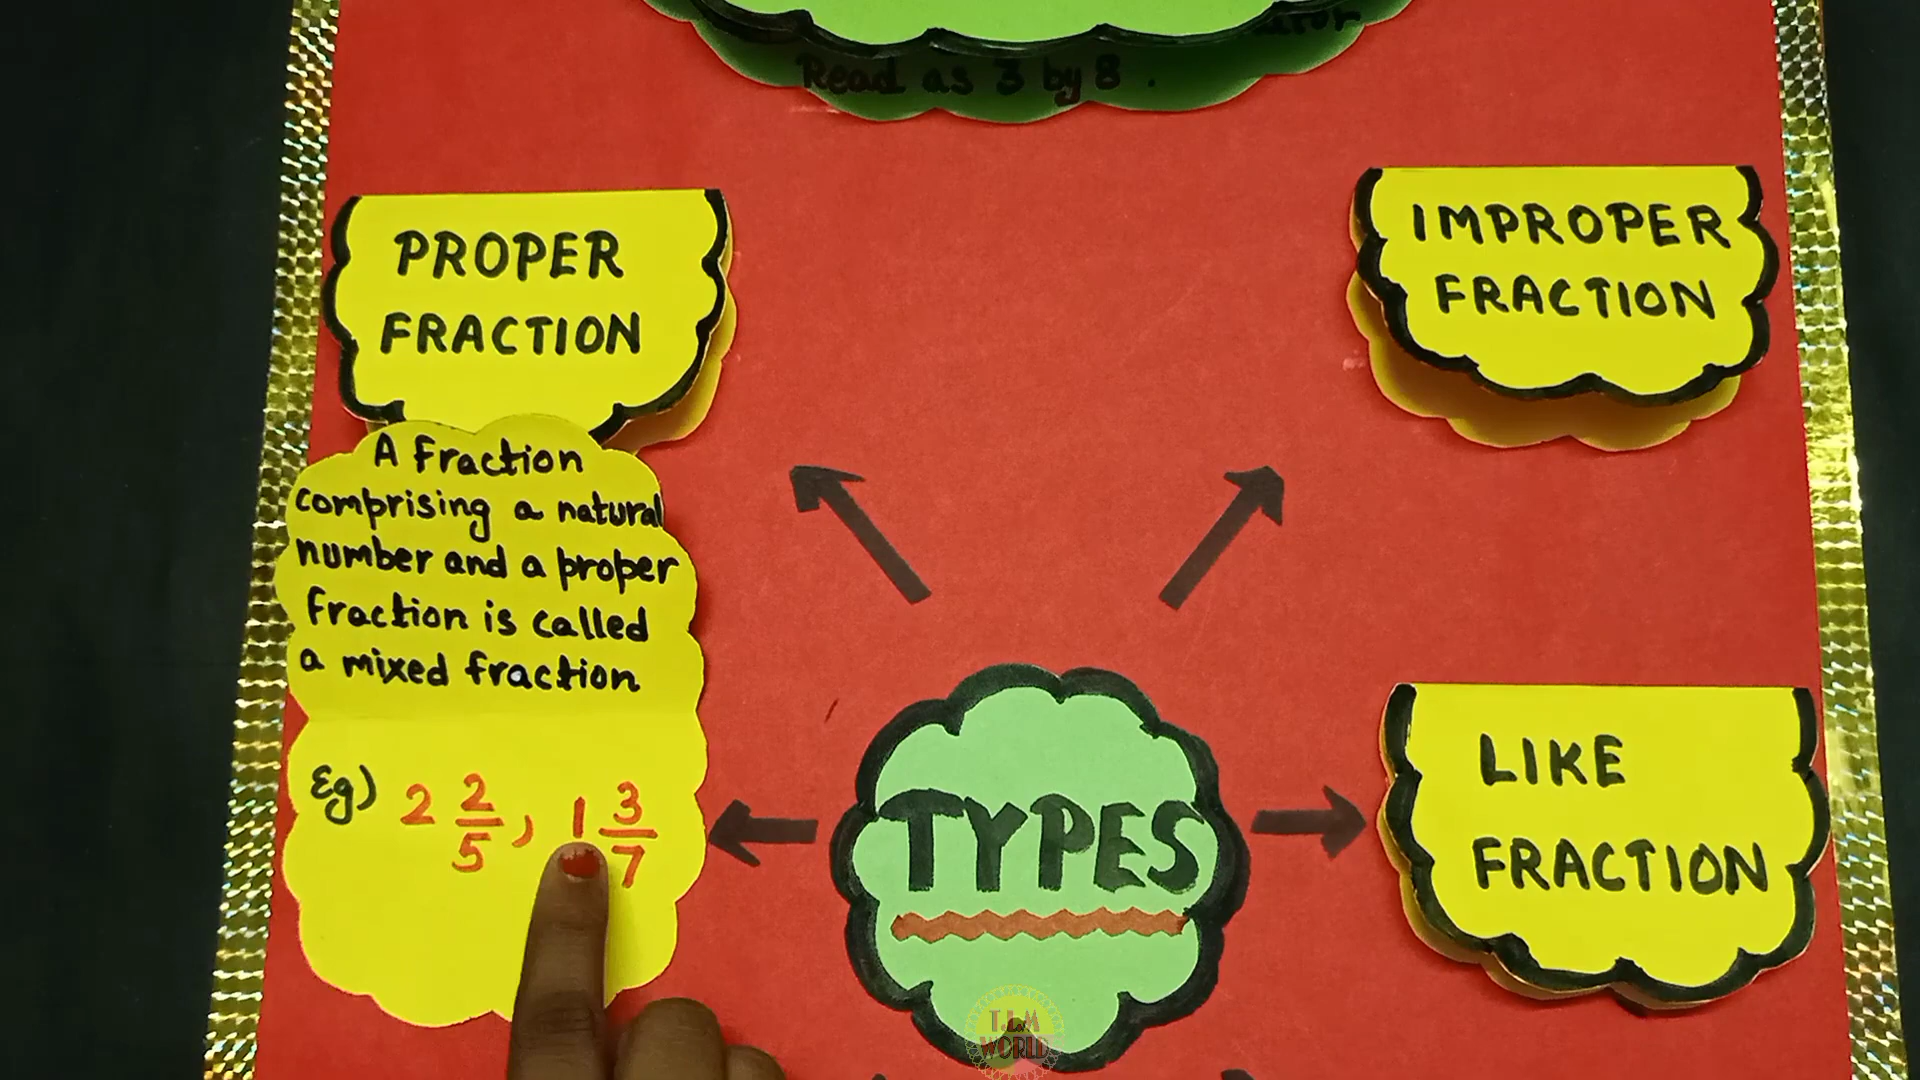 Read as 3 by 8.
PROPER
FRACTION
IMPROPER
FRACTION
A fraction
comprising a natural
number and a proper
fraction is called
a mixed fraction
Eg) 2 2/5, 1 3/7
TYPES
LIKE
FRACTION
T.L.M
WORLD